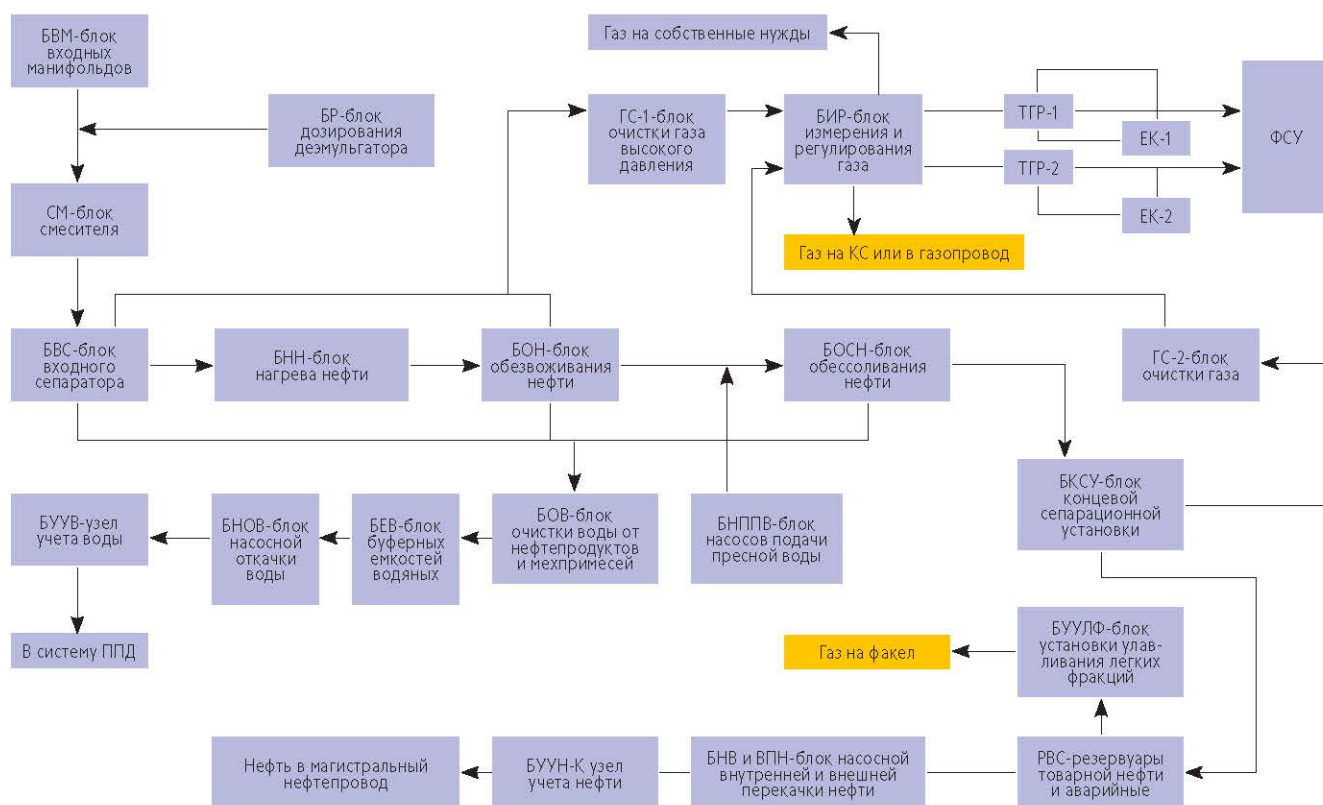 БВМ-блок
входных
манифольдов
Газ на собственные нужды
БР-блок
дозирования
деэмульгатора
ГС-1-блок
очистки газа
высокого
давления
БИР-блок
измерения и
регулирования
газа
ТГР-1
ЕК-1
ТГР-2
ЕК-2
ФСУ
СМ-блок
смесителя
Газ на КС или в газопровод
БВС-блок
входного
сепаратора
БНН-блок
нагрева нефти
БОН-блок
обезвоживания
нефти
БОСН-блок
обессоливания
нефти
ГС-2-блок
очистки газа
БУУВ-узел
учета воды
БНОВ-блок
насосной
откачки
воды
БЕВ-блок
буферных
емкостей
водяных
БОВ-блок
очистки воды от
нефтепродуктов
и мехпримесей
БНППВ-блок
насосов подачи
пресной воды
БКСУ-блок
концевой
сепарационной
установки
В систему ППД
Газ на факел
БУУЛФ-блок
установки улав-
ливания легких
фракций
Нефть в магистральный
нефтепровод
БУУН-К узел
учета нефти
БНВ и ВПН-блок насосной
внутренней и внешней
перекачки нефти
РВС-резервуары
товарной нефти
и аварийные